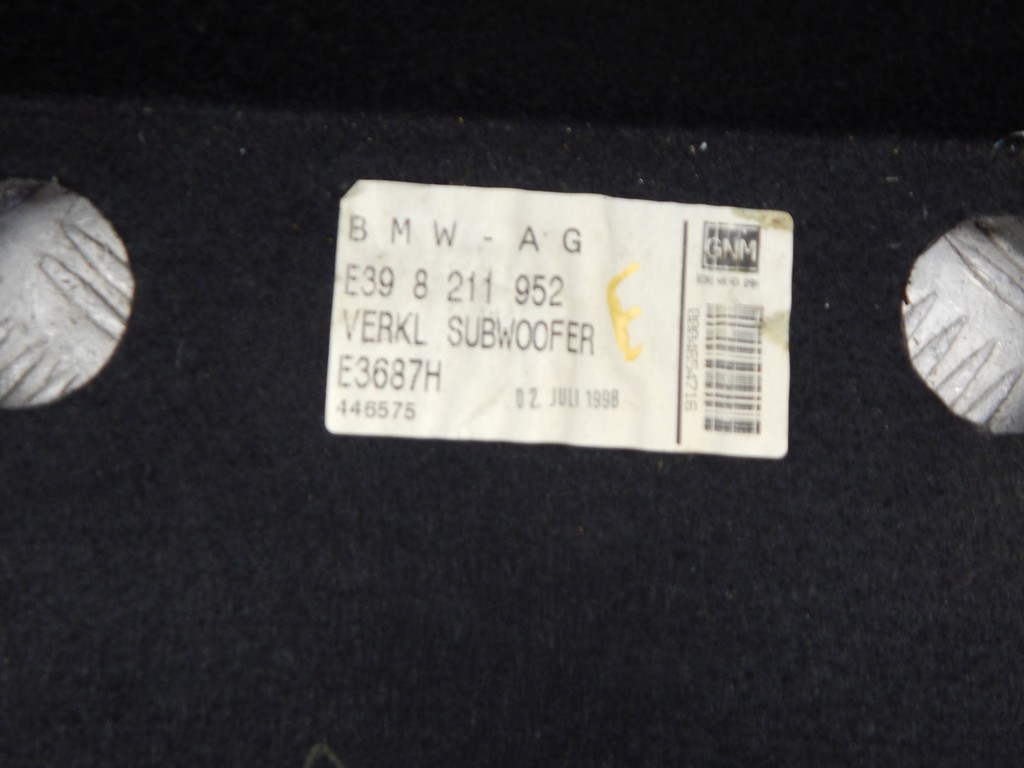 BMW-AG
E39 8 211 952
VERKL SUBWOOFER
E3687H
446575
02. JULI 1998
E
GNM